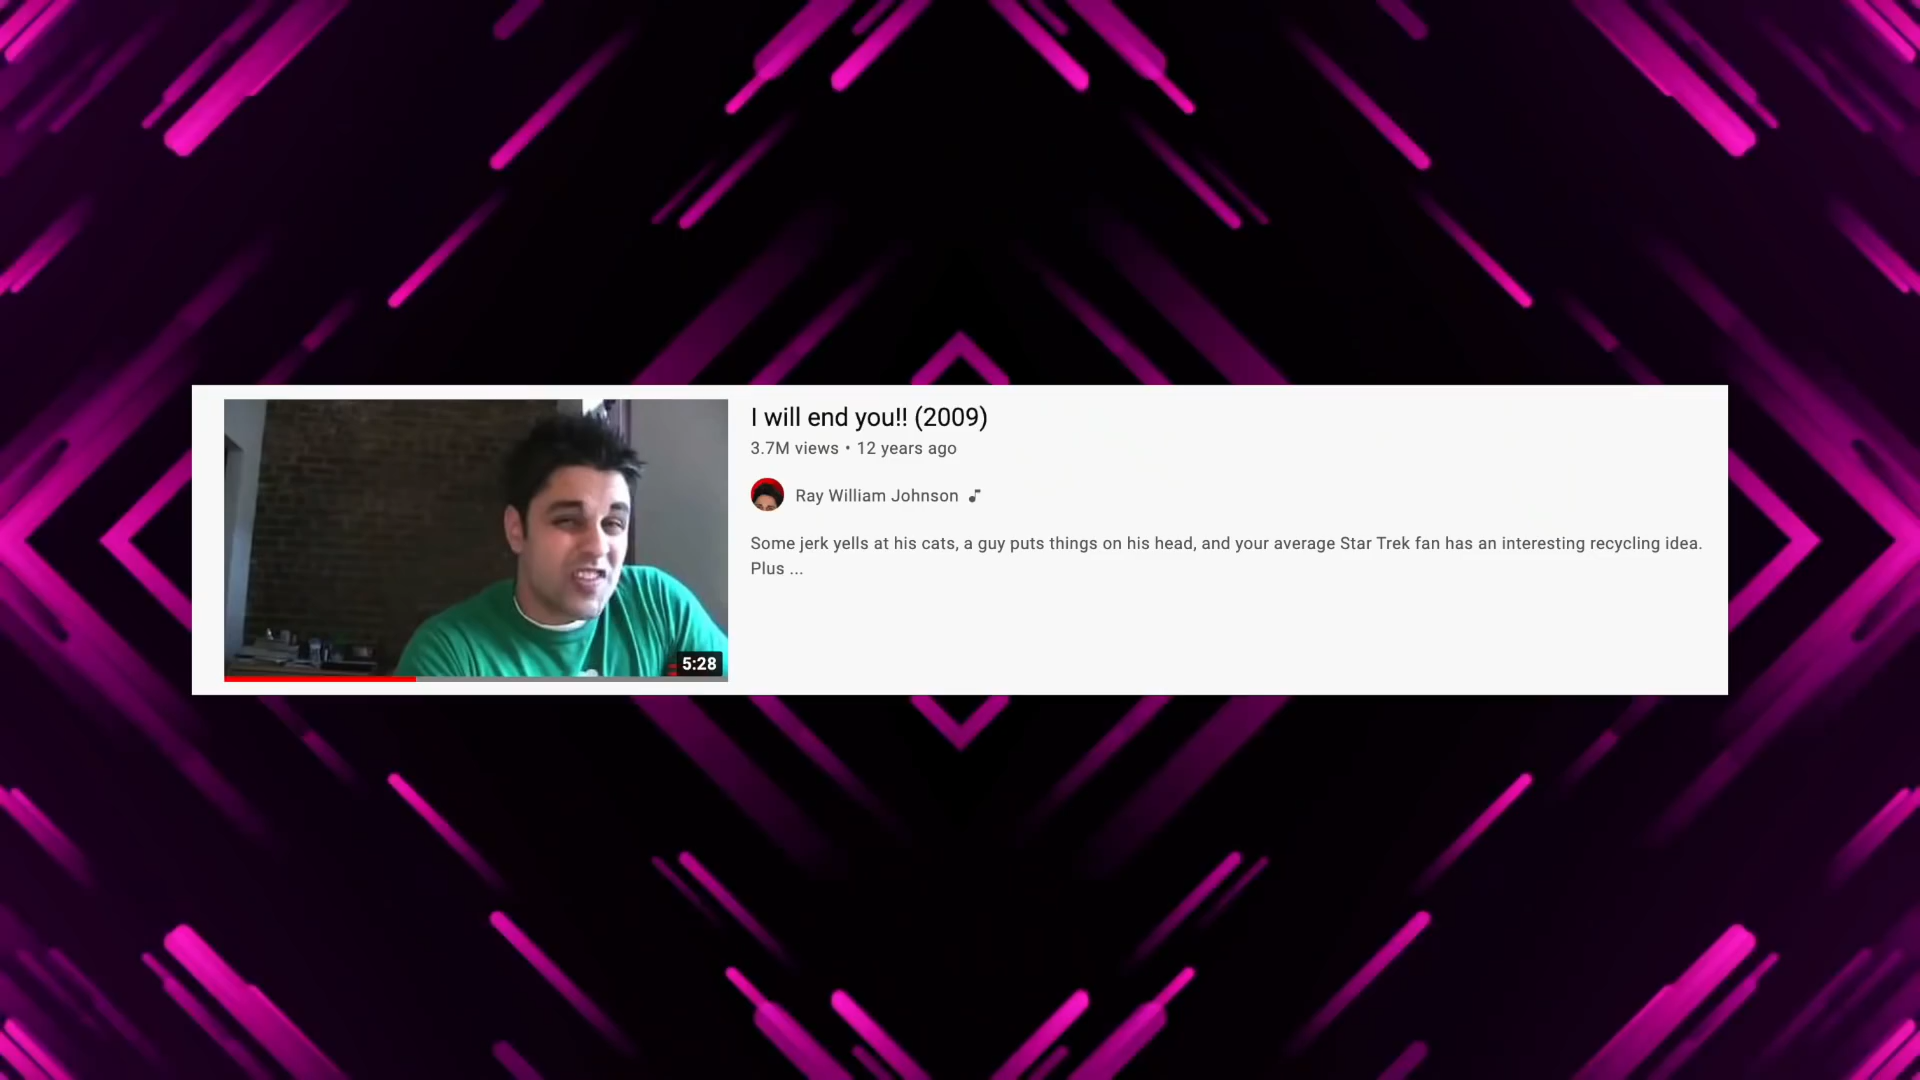 I will end you!! (2009)
3.7M views • 12 years ago
Ray William Johnson
Some jerk yells at his cats, a guy puts things on his head, and your average Star Trek fan has an interesting recycling idea.
Plus ...
5:28